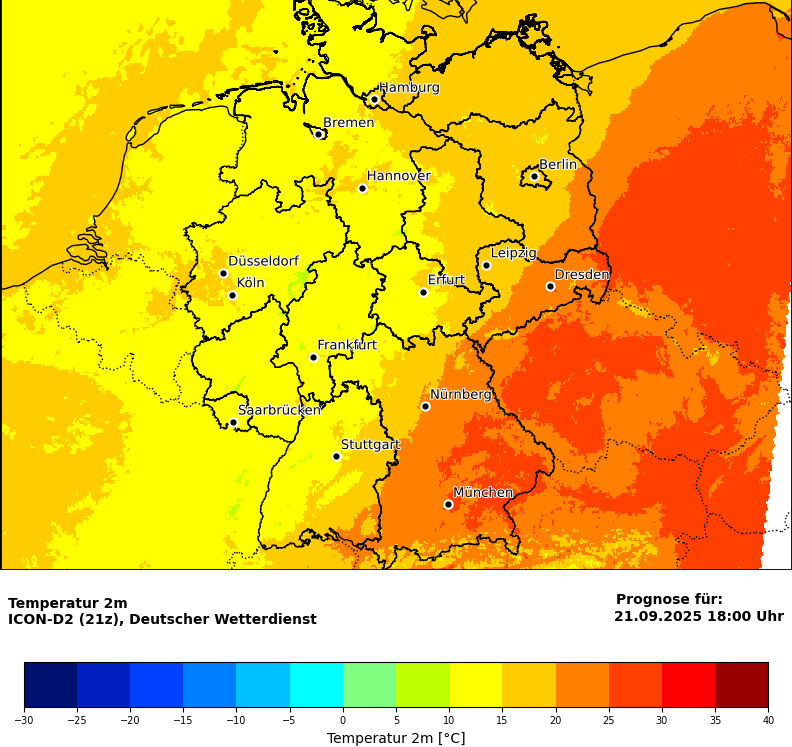 Hamburg
Bremen
Berlin
Hannover
Leipzig
Düsseldorf
Dresden
Köln
Erfurt
Frankfurt
Nürnberg
Saarbrücken
Stuttgart
München
Temperatur 2m
ICON-D2 (21z), Deutscher Wetterdienst
Prognose für:
21.09.2025 18:00 Uhr
−30 −25 −20 −15 −10 −5 0 5 10 15 20 25 30 35 40
Temperatur 2m [°C]